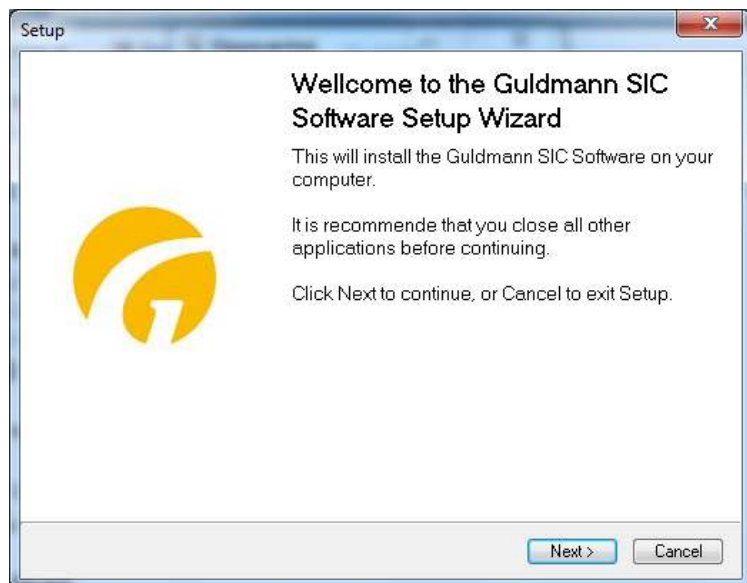 Setup
Wellcome to the Guldmann SIC
Software Setup Wizard
This will install the Guldmann SIC Software on your
computer.
It is recommende that you close all other
applications before continuing.
Click Next to continue, or Cancel to exit Setup.
Next >
Cancel